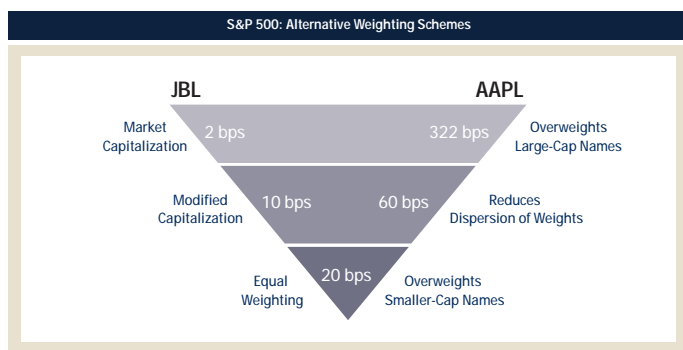 S&P 500: Alternative Weighting Schemes
JBL AAPL
Market
Capitalization
2 bps
322 bps
Overweights
Large-Cap Names
Modified
Capitalization
10 bps
60 bps
Reduces
Dispersion of Weights
Equal
Weighting
20 bps
Overweights
Smaller-Cap Names